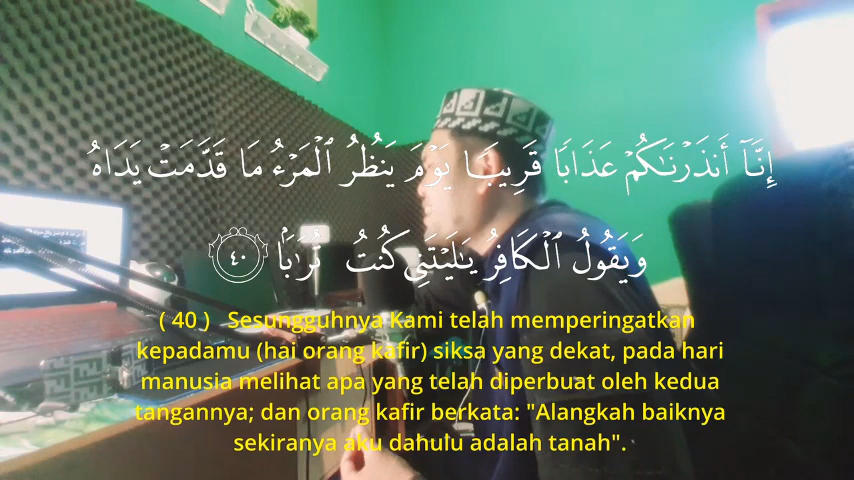 إِنَّآ أَنذَرْنَٰكُمْ عَذَابًا قَرِيبًا يَوْمَ يَنظُرُ ٱلْمَرْءُ مَا قَدَّمَتْ يَدَاهُ
وَيَقُولُ ٱلْكَافِرُ يَٰلَيْتَنِى كُنتُ تُرَٰبًۢا ٤٠
( 40 ) Sesungguhnya Kami telah memperingatkan
kepadamu (hai orang kafir) siksa yang dekat, pada hari
manusia melihat apa yang telah diperbuat oleh kedua
tangannya; dan orang kafir berkata: "Alangkah baiknya
sekiranya aku dahulu adalah tanah".